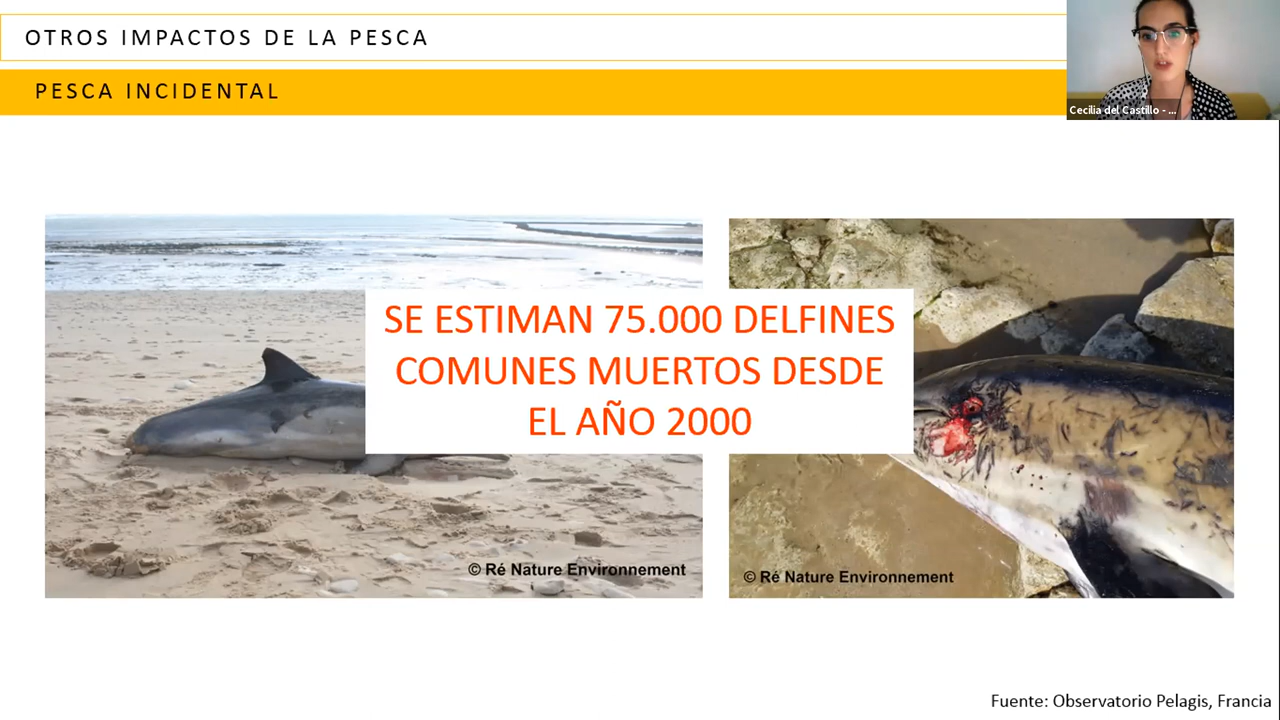 OTROS IMPACTOS DE LA PESCA
PESCA INCIDENTAL
Cecilia del Castillo - ...
SE ESTIMAN 75.000 DELFINES
COMUNES MUERTOS DESDE
EL AÑO 2000
© Ré Nature Environnement
© Ré Nature Environnement
Fuente: Observatorio Pelagis, Francia